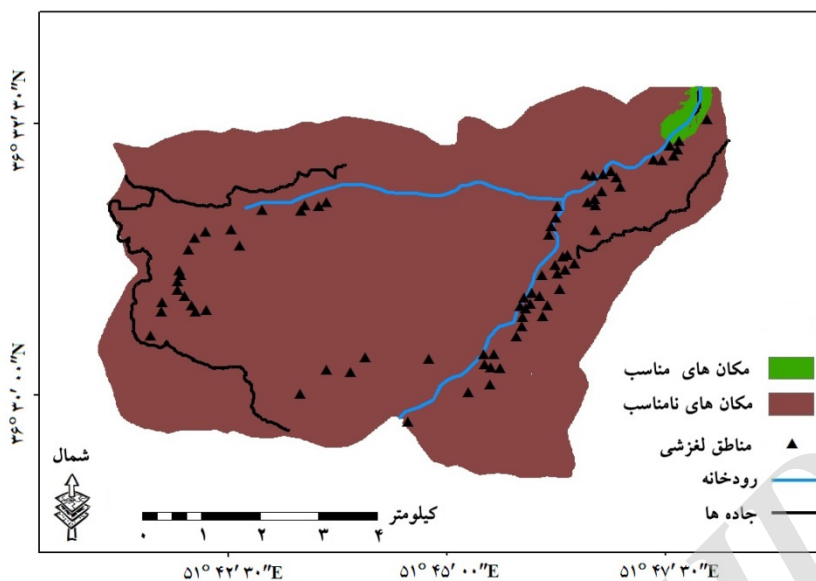 ۳۶° ۳۲′ ۳۰″N
۳۶° ۳۰′ ۰۰″N
مکان های مناسب
مکان های نامناسب
مناطق لغزشی
رودخانه
جاده ها
شمال
کیلومتر
۰ ۱ ۲ ۳ ۴
۵۱° ۴۲′ ۳۰″E
۵۱° ۴۵′ ۰۰″E
۵۱° ۴۷′ ۳۰″E